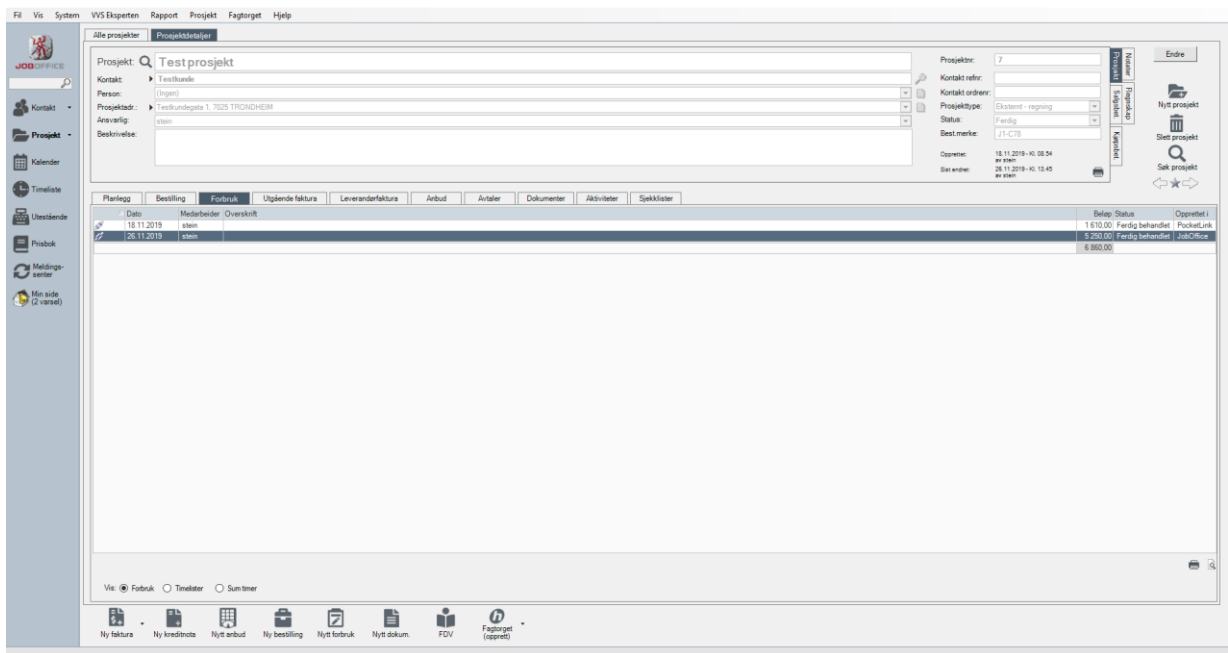 Fil Vis System VVS Eksperten Rapport Prosjekt Fagtorget Hjelp
JOBOFFICE
Kontakt
Prosjekt
Kalender
Timeliste
Utestående
Prisbok
Meldings-
senter
Min side
(2 varsel)
Alle prosjekter Prosjektdetaljer
Prosjekt: Testprosjekt
Kontakt: Testkunde
Person: (Ingen)
Prosjektadr.: Testkundegata 1, 7025 TRONDHEIM
Ansvarlig: stein
Beskrivelse:
Prosjektnr: 7
Kontakt refnr:
Kontakt ordrenr:
Prosjekttype: Eksternt - regning
Status: Ferdig
Best.merke: J1-C78
Opprettet: 18.11.2019 - Kl. 08.54
av stein
Sist endret: 26.11.2019 - Kl. 13.45
av stein
Prosjekt Salgsbet. Kjøpsbet.
Notater Regnskap
Endre
Nytt prosjekt
Slett prosjekt
Søk prosjekt
Planlegg Bestilling Forbruk Utgående faktura Leverandørfaktura Anbud Avtaler Dokumenter Aktiviteter Sjekklister
Dato Medarbeider Overskrift Beløp Status Opprettet i
18.11.2019 stein 1 610,00 Ferdig behandlet PocketLink
26.11.2019 stein 5 250,00 Ferdig behandlet JobOffice
6 860,00
Vis: Forbruk Timelister Sum timer
Ny faktura Ny kreditnota Nytt anbud Ny bestilling Nytt forbruk Nytt dokum. FDV Fagtorget
(opprett)